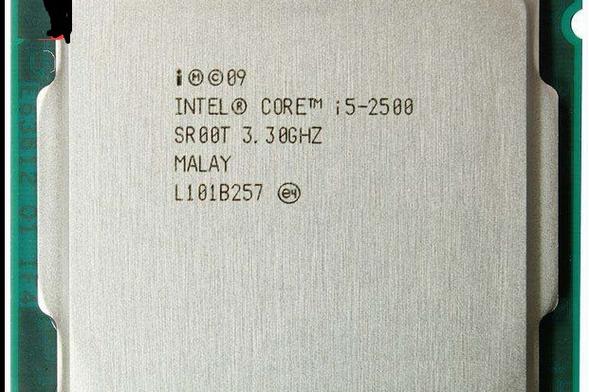 i Ⓜ©09
INTEL® CORE™ i5-2500
SR00T 3.30GHZ
MALAY
L101B257 e4